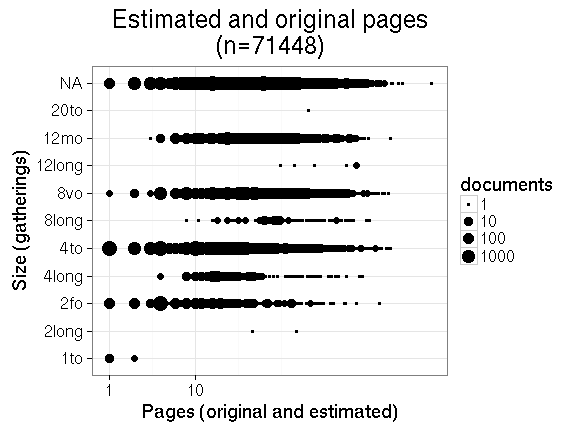 Estimated and original pages
(n=71448)
Size (gatherings)
NA
20to
12mo
12long
8vo
8long
4to
4long
2fo
2long
1to
1
10
Pages (original and estimated)
documents
1
10
100
1000